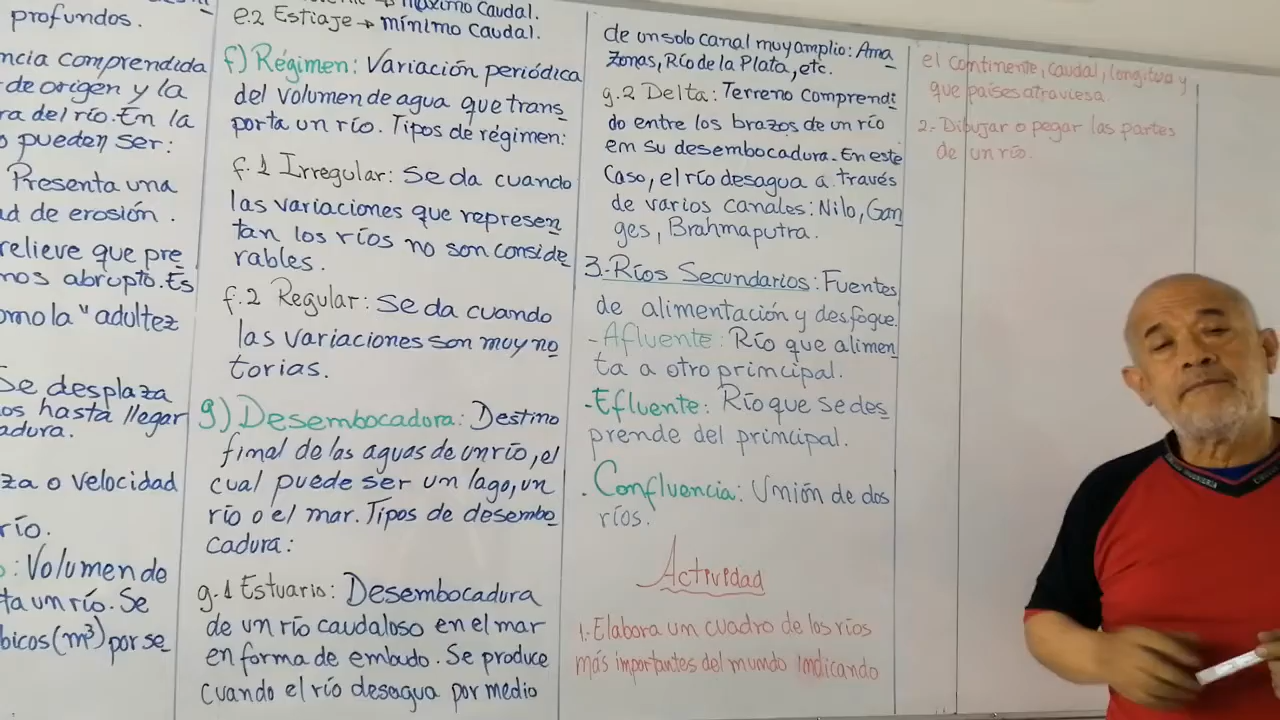 profundos.
ncia comprendida
de origen y la
ra del río. En la
o pueden ser:
Presenta una
ad de erosión.
relieve que pre
nos abrupto. Es
omo la "adultez
Se desplaza
os hasta llegar
adura.
za o velocidad
río.
: Volumen de
ta un río. Se
bicos (m³) por se
máximo Caudal.
e.2 Estiaje → mínimo Caudal.
f) Régimen: Variación periódica
del volumen de agua que trans
porta un río. Tipos de régimen:
f.1 Irregular: Se da cuando
las variaciones que represen
tan los ríos no son conside
rables.
f.2 Regular: Se da cuando
las variaciones son muy no
torias.
g) Desembocadura: Destino
final de las aguas de un río, el
cual puede ser un lago, un
río o el mar. Tipos de desembo
cadura:
g.1 Estuario: Desembocadura
de un río caudaloso en el mar
en forma de embudo. Se produce
cuando el río desagua por medio
de un solo canal muy amplio: Ama
zonas, Río de la Plata, etc.
g.2 Delta: Terreno comprendi
do entre los brazos de un río
em su desembocadura. En este
Caso, el río desagua a través
de varios canales: Nilo, Gan
ges, Brahmaputra.
3.-Ríos Secundarios: Fuentes
de alimentación y desfogue.
-Afluente: Río que alimen
ta a otro principal.
-Efluente: Río que se des
prende del principal.
. Confluencia: Unión de dos
ríos.
Actividad
1.-Elabora un cuadro de los ríos
más importantes del mundo indicando
el continente, caudal, longitud y
que países atraviesa.
2.- Dibujar o pegar las partes
de un río.